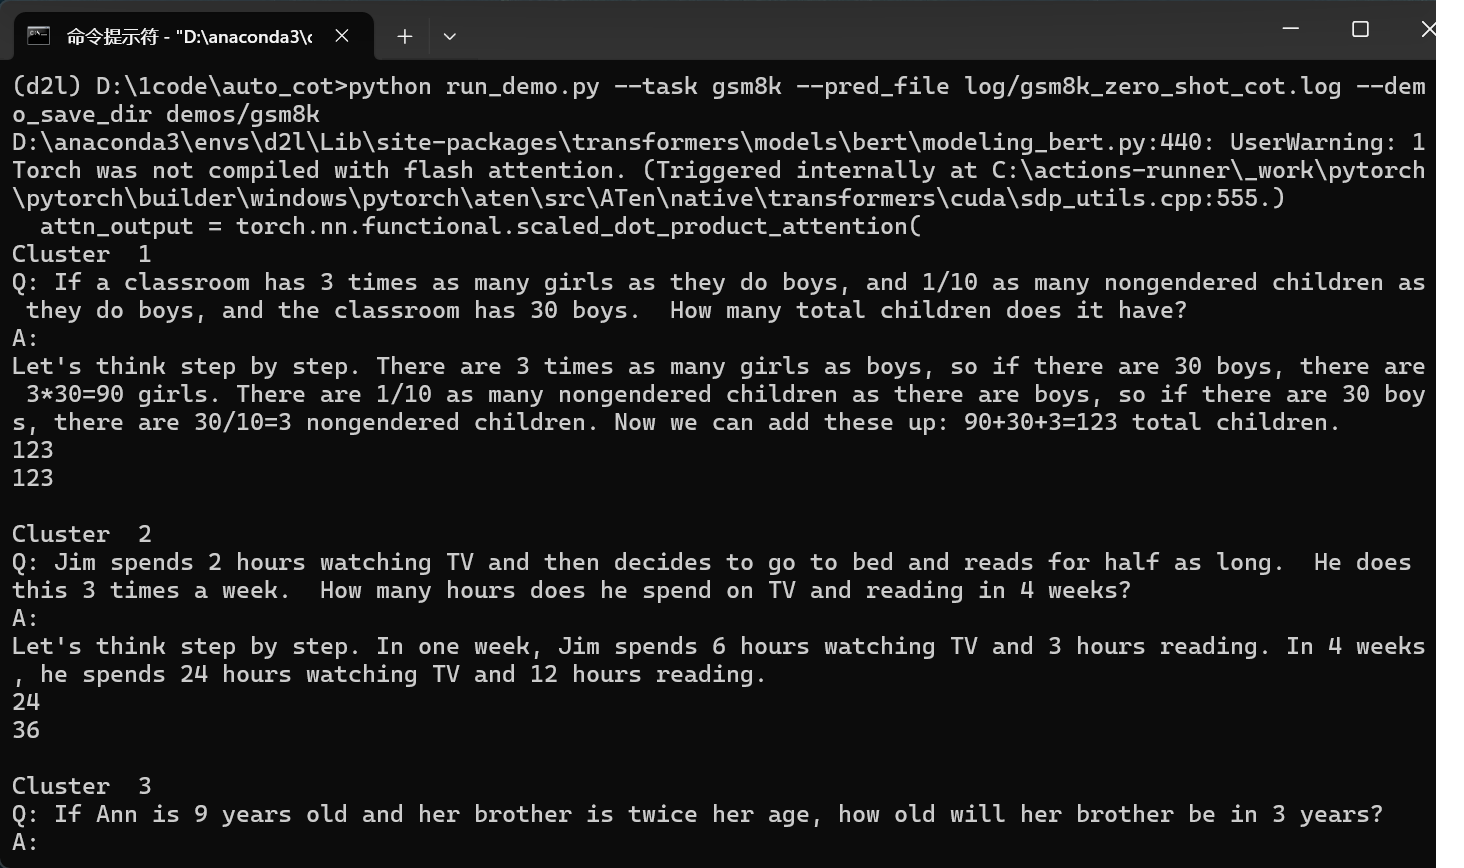 命令提示符 - "D:\anaconda3\c
(d2l) D:\1code\auto_cot>python run_demo.py --task gsm8k --pred_file log/gsm8k_zero_shot_cot.log --dem
o_save_dir demos/gsm8k
D:\anaconda3\envs\d2l\Lib\site-packages\transformers\models\bert\modeling_bert.py:440: UserWarning: 1
Torch was not compiled with flash attention. (Triggered internally at C:\actions-runner\_work\pytorch
\pytorch\builder\windows\pytorch\aten\src\ATen\native\transformers\cuda\sdp_utils.cpp:555.)
  attn_output = torch.nn.functional.scaled_dot_product_attention(
Cluster  1
Q: If a classroom has 3 times as many girls as they do boys, and 1/10 as many nongendered children as
 they do boys, and the classroom has 30 boys.  How many total children does it have?
A:
Let's think step by step. There are 3 times as many girls as boys, so if there are 30 boys, there are
 3*30=90 girls. There are 1/10 as many nongendered children as there are boys, so if there are 30 boy
s, there are 30/10=3 nongendered children. Now we can add these up: 90+30+3=123 total children.
123
123
Cluster  2
Q: Jim spends 2 hours watching TV and then decides to go to bed and reads for half as long.  He does
this 3 times a week.  How many hours does he spend on TV and reading in 4 weeks?
A:
Let's think step by step. In one week, Jim spends 6 hours watching TV and 3 hours reading. In 4 weeks
, he spends 24 hours watching TV and 12 hours reading.
24
36
Cluster  3
Q: If Ann is 9 years old and her brother is twice her age, how old will her brother be in 3 years?
A: